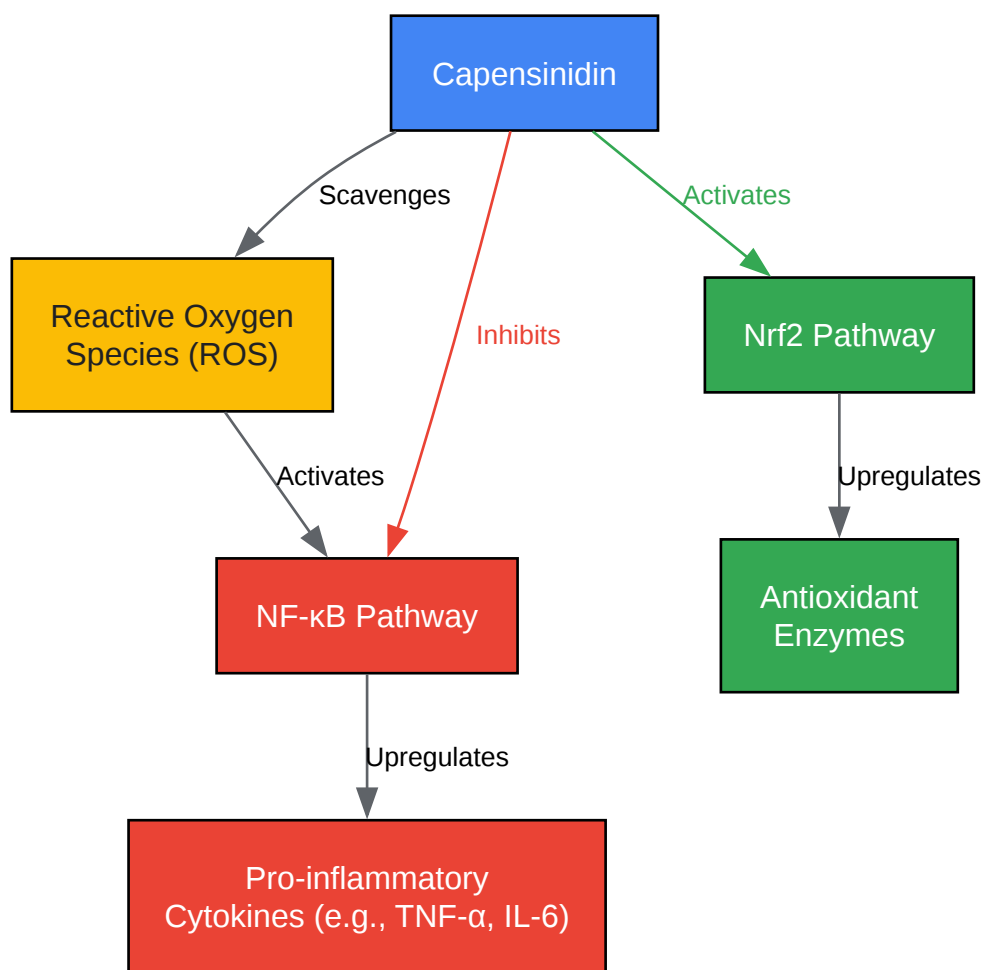 Capensinidin
Scavenges
Activates
Inhibits
Reactive Oxygen
Species (ROS)
Nrf2 Pathway
Activates
Upregulates
NF-κB Pathway
Antioxidant
Enzymes
Upregulates
Pro-inflammatory
Cytokines (e.g., TNF-α, IL-6)